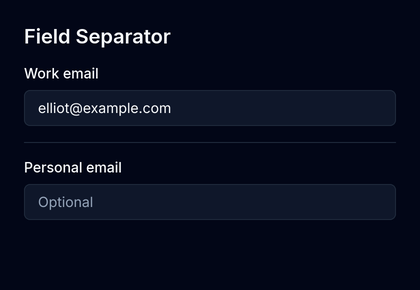 Field Separator
Work email
elliot@example.com
Personal email
Optional